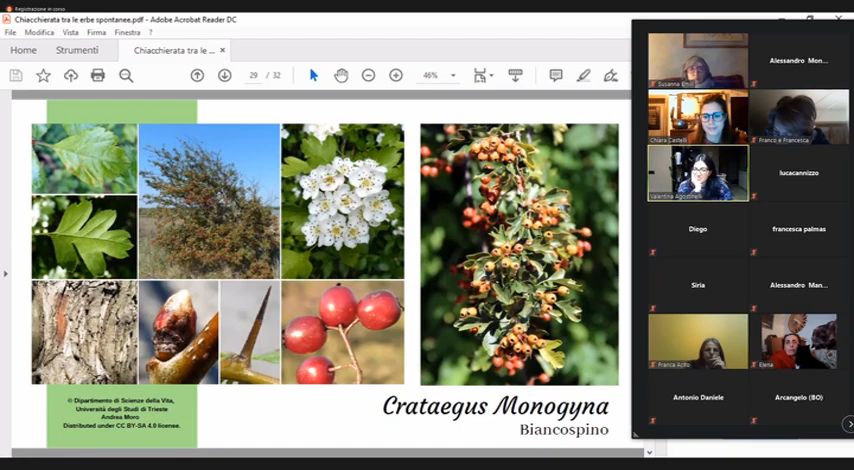 Registrazione in corso
Chiacchierata tra le erbe spontanee.pdf - Adobe Acrobat Reader DC
File Modifica Vista Firma Finestra ?
Home Strumenti Chiacchierata tra le ... ×
29 / 32 46%
© Dipartimento di Scienze della Vita,
Università degli Studi di Trieste
Andrea Moro
Distributed under CC BY-SA 4.0 license.
Crataegus Monogyna
Biancospino
Susanna
Alessandro Mon...
Chiara Castelli
Franco e Francesca
Valentina Agostinelli
lucacannizzo
Diego
francesca palmas
Siria
Alessandro Man...
Franca
Elena
Antonio Daniele
Arcangelo (BO)